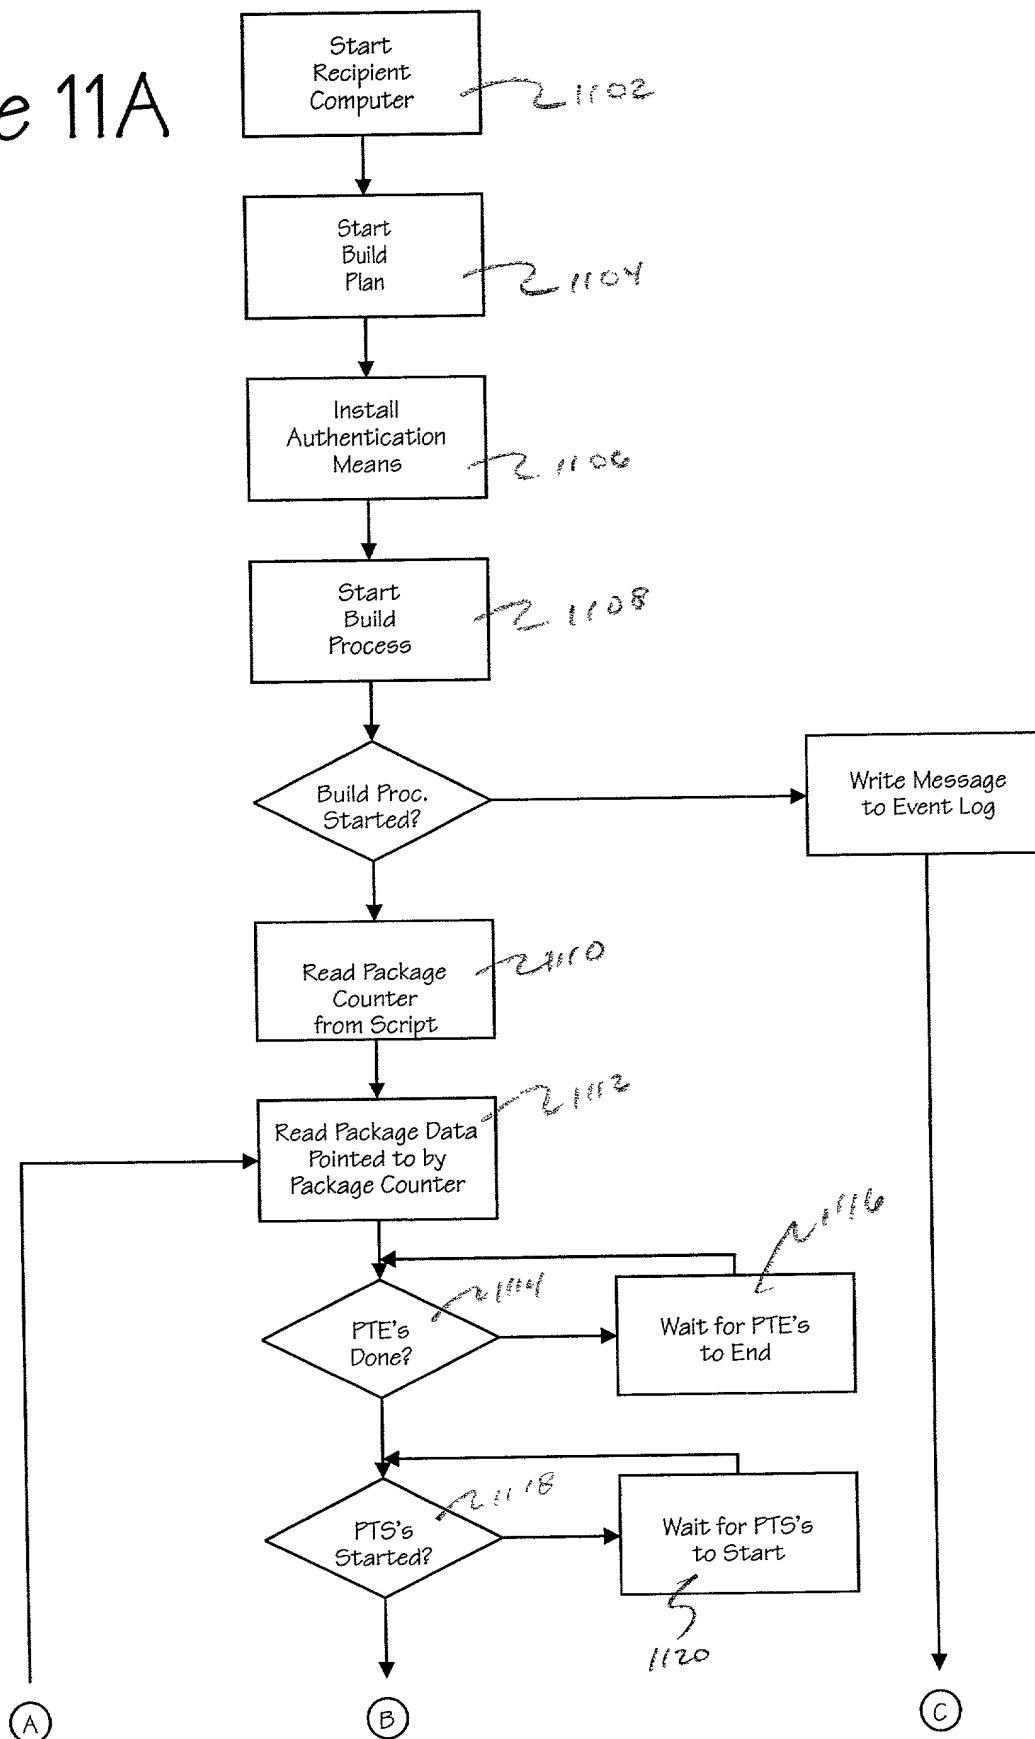 e 11A
Start
Recipient
Computer
1102
Start
Build
Plan
1104
Install
Authentication
Means
1106
Start
Build
Process
1108
Build Proc.
Started?
Write Message
to Event Log
Read Package
Counter
from Script
1110
Read Package Data
Pointed to by
Package Counter
1112
PTE's
Done?
1114
Wait for PTE's
to End
1116
PTS's
Started?
1118
Wait for PTS's
to Start
1120
A
B
C